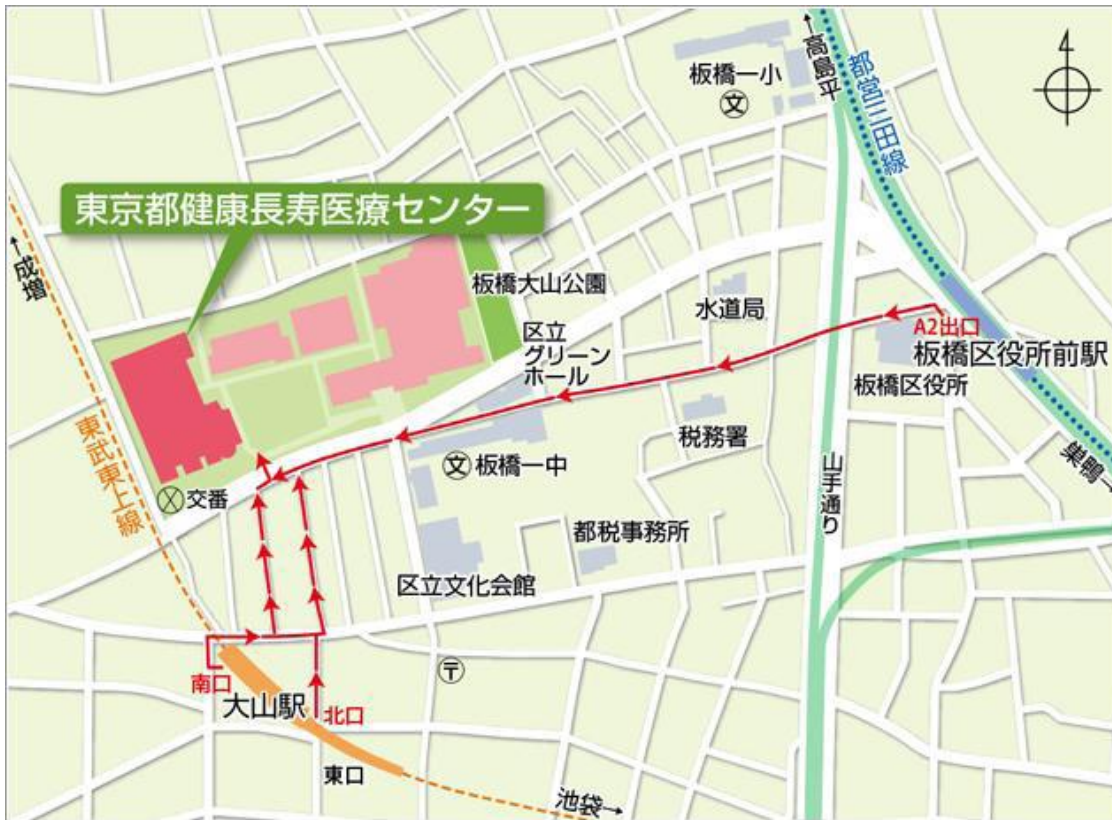 板橋一小
文
↑高島平
都営三田線
東京都健康長寿医療センター
↑成増
板橋大山公園
区立
グリーン
ホール
水道局
A2出口
板橋区役所前駅
板橋区役所
東武東上線
税務署
文 板橋一中
交番
山手通り
巣鴨→
都税事務所
区立文化会館
〒
南口
大山駅
北口
東口
池袋→